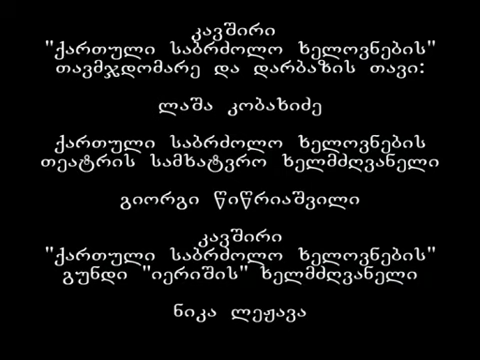 კავშირი
"ქართული საბრძოლო ხელოვნების"
თავმჯდომარე და დარბაზის თავი:
ლაშა კობახიძე
ქართული საბრძოლო ხელოვნების
თეატრის სამხატვრო ხელმძღვანელი
გიორგი წიწრიაშვილი
კავშირი
"ქართული საბრძოლო ხელოვნების"
გუნდი "იერიშის" ხელმძღვანელი
ნიკა ლეჟავა